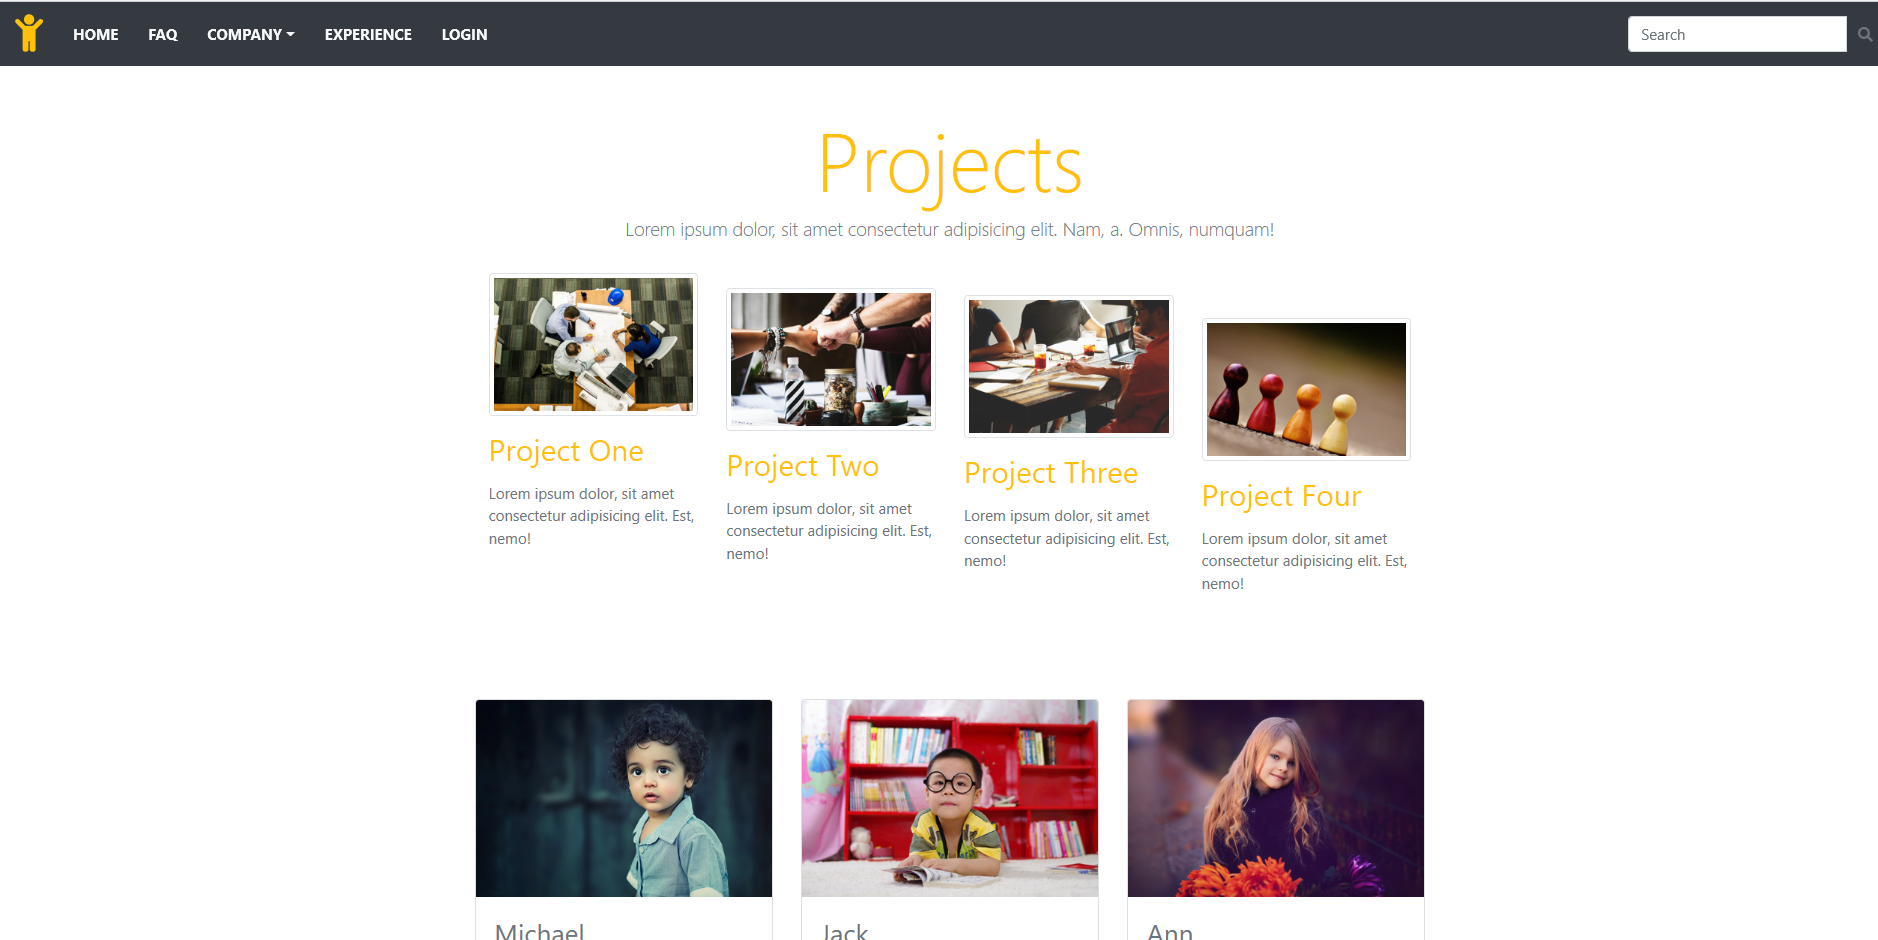 HOME FAQ COMPANY EXPERIENCE LOGIN Search
Projects
Lorem ipsum dolor, sit amet consectetur adipisicing elit. Nam, a. Omnis, numquam!
Project One
Lorem ipsum dolor, sit amet
consectetur adipisicing elit. Est,
nemo!
Project Two
Lorem ipsum dolor, sit amet
consectetur adipisicing elit. Est,
nemo!
Project Three
Lorem ipsum dolor, sit amet
consectetur adipisicing elit. Est,
nemo!
Project Four
Lorem ipsum dolor, sit amet
consectetur adipisicing elit. Est,
nemo!
Michael
Jack
Ann